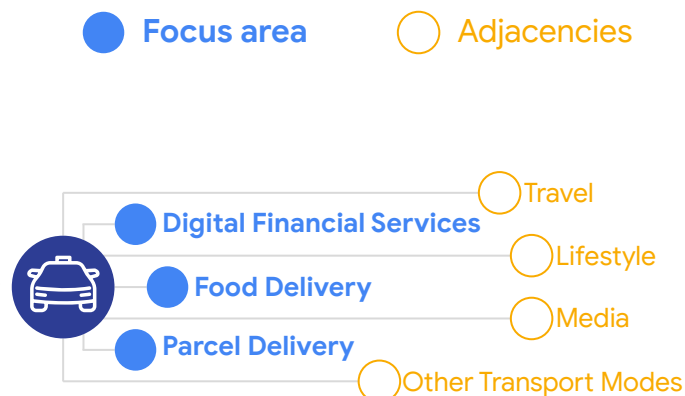 Focus area
Adjacencies
Travel
Digital Financial Services
Lifestyle
Food Delivery
Media
Parcel Delivery
Other Transport Modes